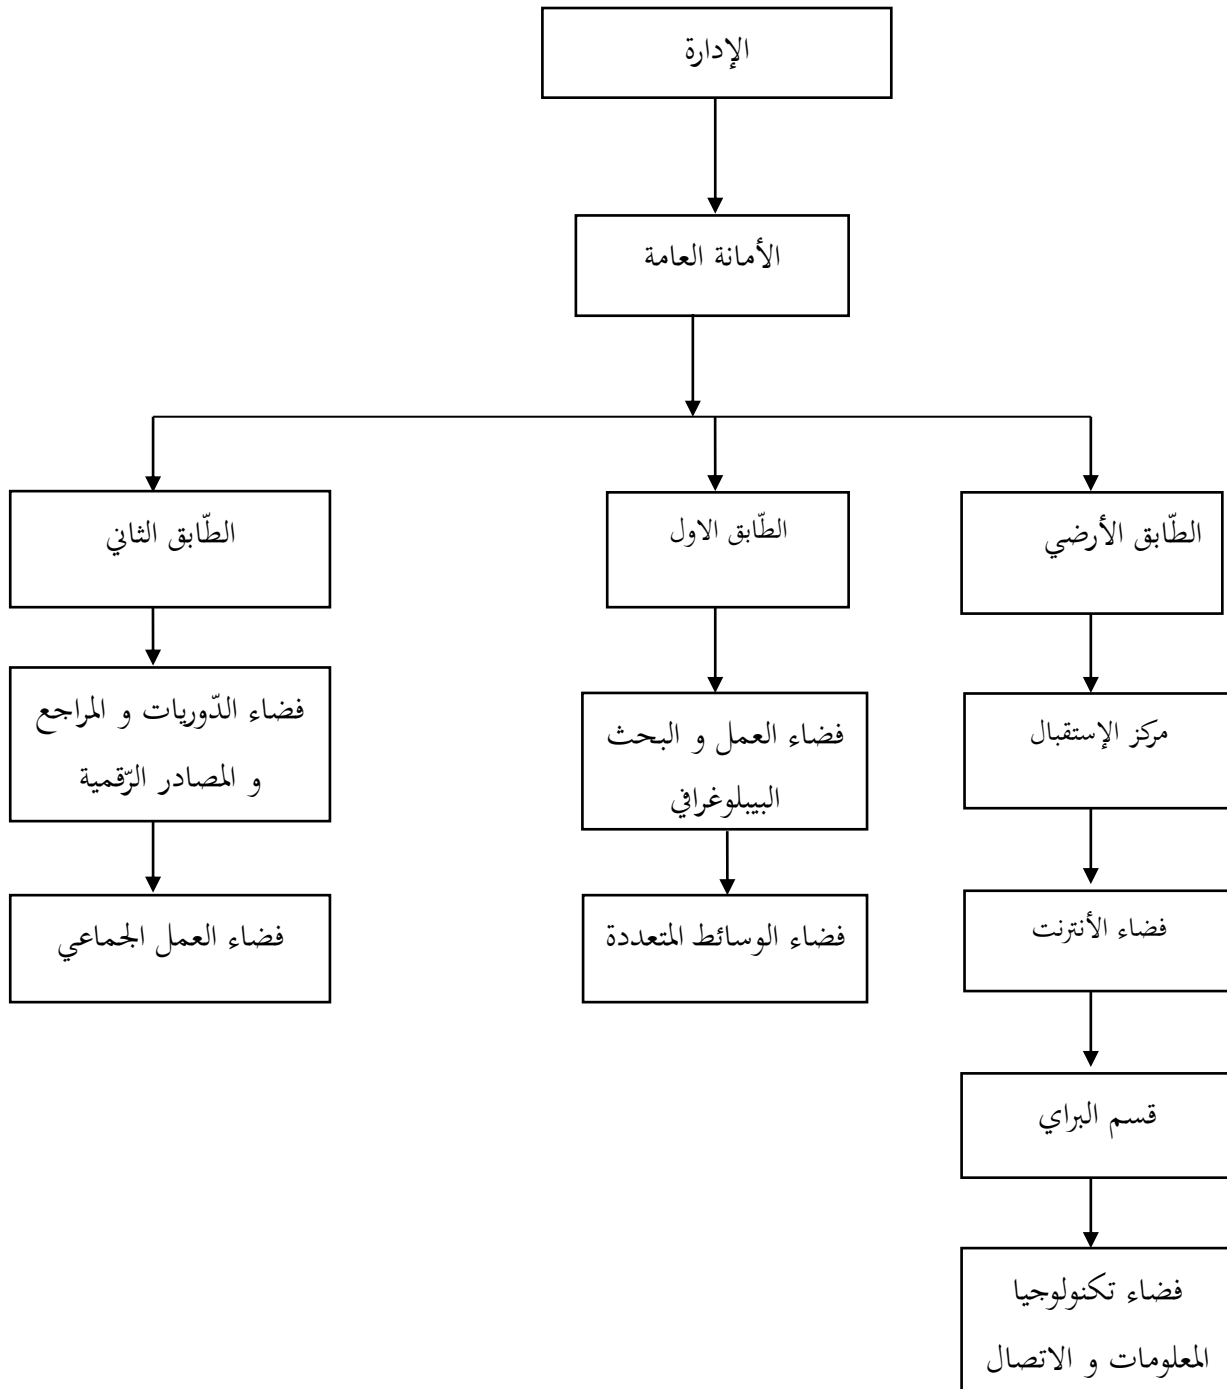 الإدارة
الأمانة العامة
الطّابق الأرضي
الطّابق الاول
الطّابق الثاني
مركز الإستقبال
فضاء العمل و البحث
البيبلوغرافي
فضاء الدّوريات و المراجع
و المصادر الرّقمية
فضاء الأنترنت
فضاء الوسائط المتعددة
فضاء العمل الجماعي
قسم البراي
فضاء تكنولوجيا
المعلومات و الاتصال